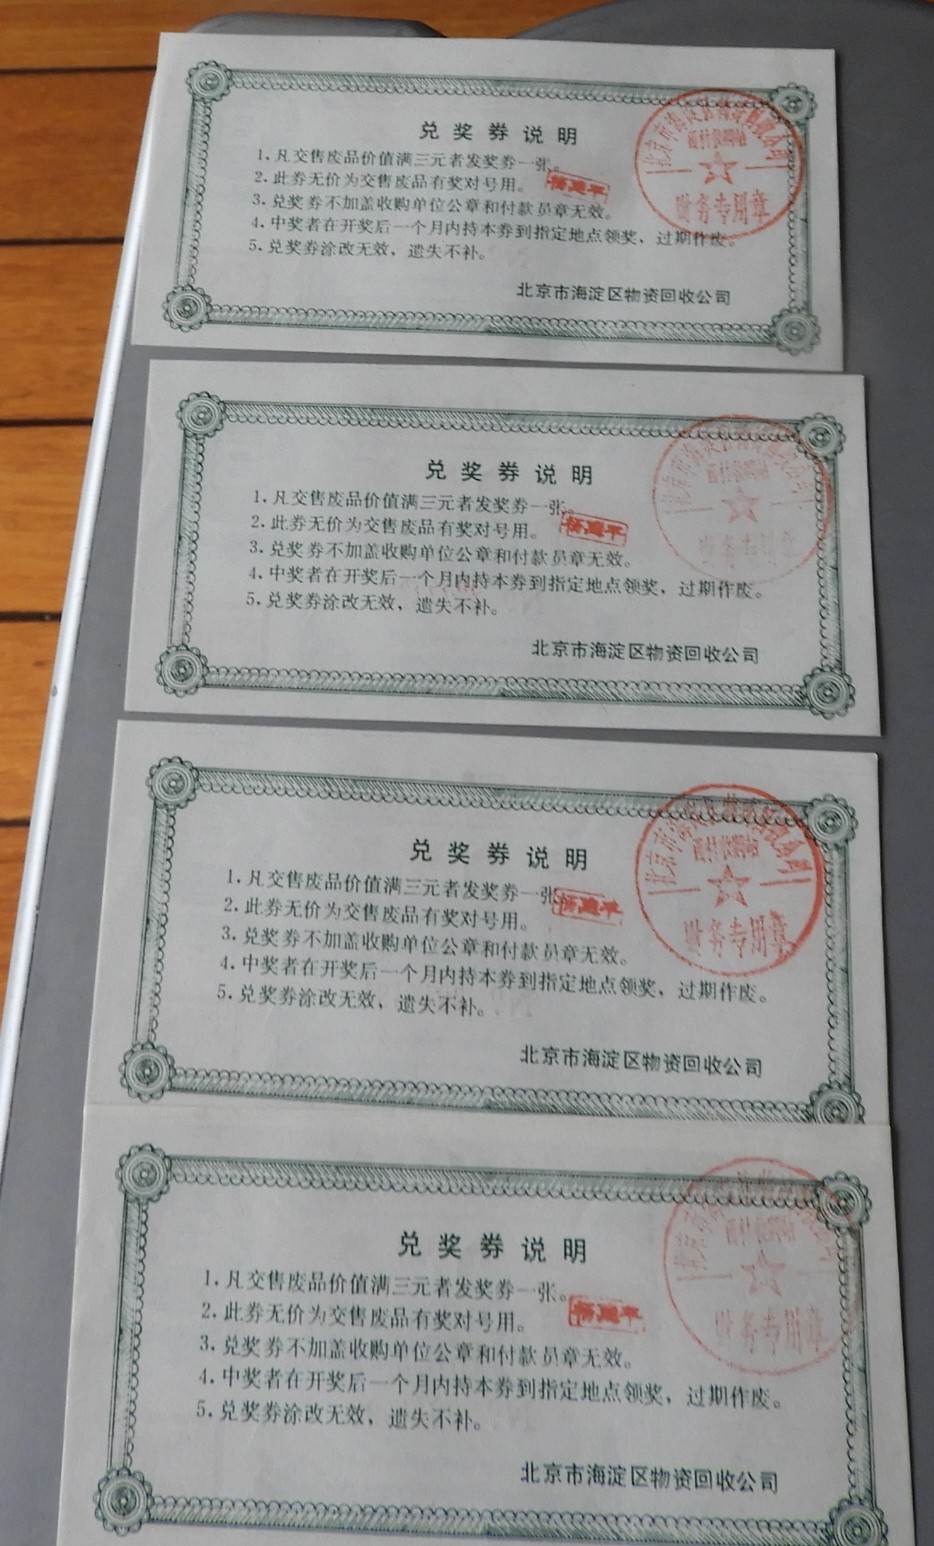 兑奖券说明
1.凡交售废品价值满三元者发奖券一张。
2.此券无价为交售废品有奖对号用。
3.兑奖券不加盖收购单位公章和付款员章无效。
4.中奖者在开奖后一个月内持本券到指定地点领奖，过期作废。
5.兑奖券涂改无效，遗失不补。
北京市海淀区物资回收公司
财务专用章
兑奖券说明
1.凡交售废品价值满三元者发奖券一张。
2.此券无价为交售废品有奖对号用。
3.兑奖券不加盖收购单位公章和付款员章无效。
4.中奖者在开奖后一个月内持本券到指定地点领奖，过期作废。
5.兑奖券涂改无效，遗失不补。
北京市海淀区物资回收公司
财务专用章
兑奖券说明
1.凡交售废品价值满三元者发奖券一张
2.此券无价为交售废品有奖对号用。
3.兑奖券不加盖收购单位公章和付款员章无效。
4.中奖者在开奖后一个月内持本券到指定地点领奖，过期作废。
5.兑奖券涂改无效，遗失不补。
北京市海淀区物资回收公司
财务专用章
兑奖券说明
1.凡交售废品价值满三元者发奖券一张。
2.此券无价为交售废品有奖对号用。
3.兑奖券不加盖收购单位公章和付款员章无效。
4.中奖者在开奖后一个月内持本券到指定地点领奖，过期作废。
5.兑奖券涂改无效，遗失不补。
北京市海淀区物资回收公司
财务专用章